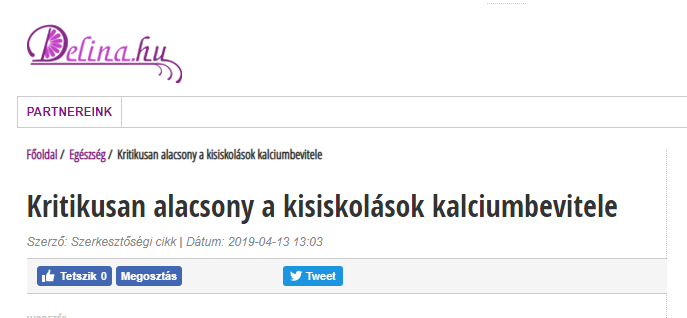 Delina.hu
PARTNEREINK
Főoldal / Egészség / Kritikusan alacsony a kisiskolások kalciumbevitele
Kritikusan alacsony a kisiskolások kalciumbevitele
Szerző: Szerkesztőségi cikk | Dátum: 2019-04-13 13:03
Tetszik 0 Megosztás Tweet